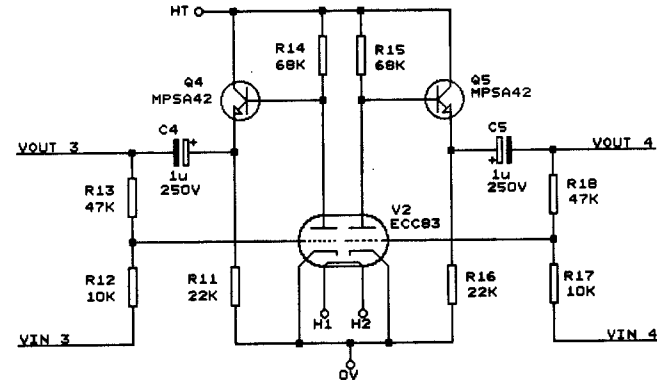 HT
R14
68K
R15
68K
Q4
MPSA42
Q5
MPSA42
C4
+
1u
250V
C5
+
1u
250V
VOUT 3
VOUT 4
R13
47K
R18
47K
V2
ECC83
R12
10K
R11
22K
R16
22K
R17
10K
H1
H2
VIN 3
VIN 4
0V